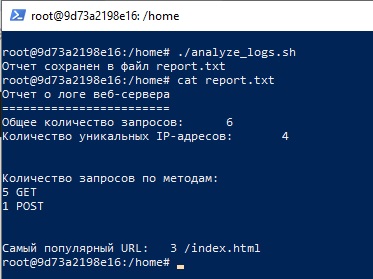 root@9d73a2198e16: /home
root@9d73a2198e16:/home# ./analyze_logs.sh
Отчет сохранен в файл report.txt
root@9d73a2198e16:/home# cat report.txt
Отчет о логе веб-сервера
========================
Общее количество запросов: 6
Количество уникальных IP-адресов: 4
Количество запросов по методам:
5 GET
1 POST
Самый популярный URL: 3 /index.html
root@9d73a2198e16:/home#